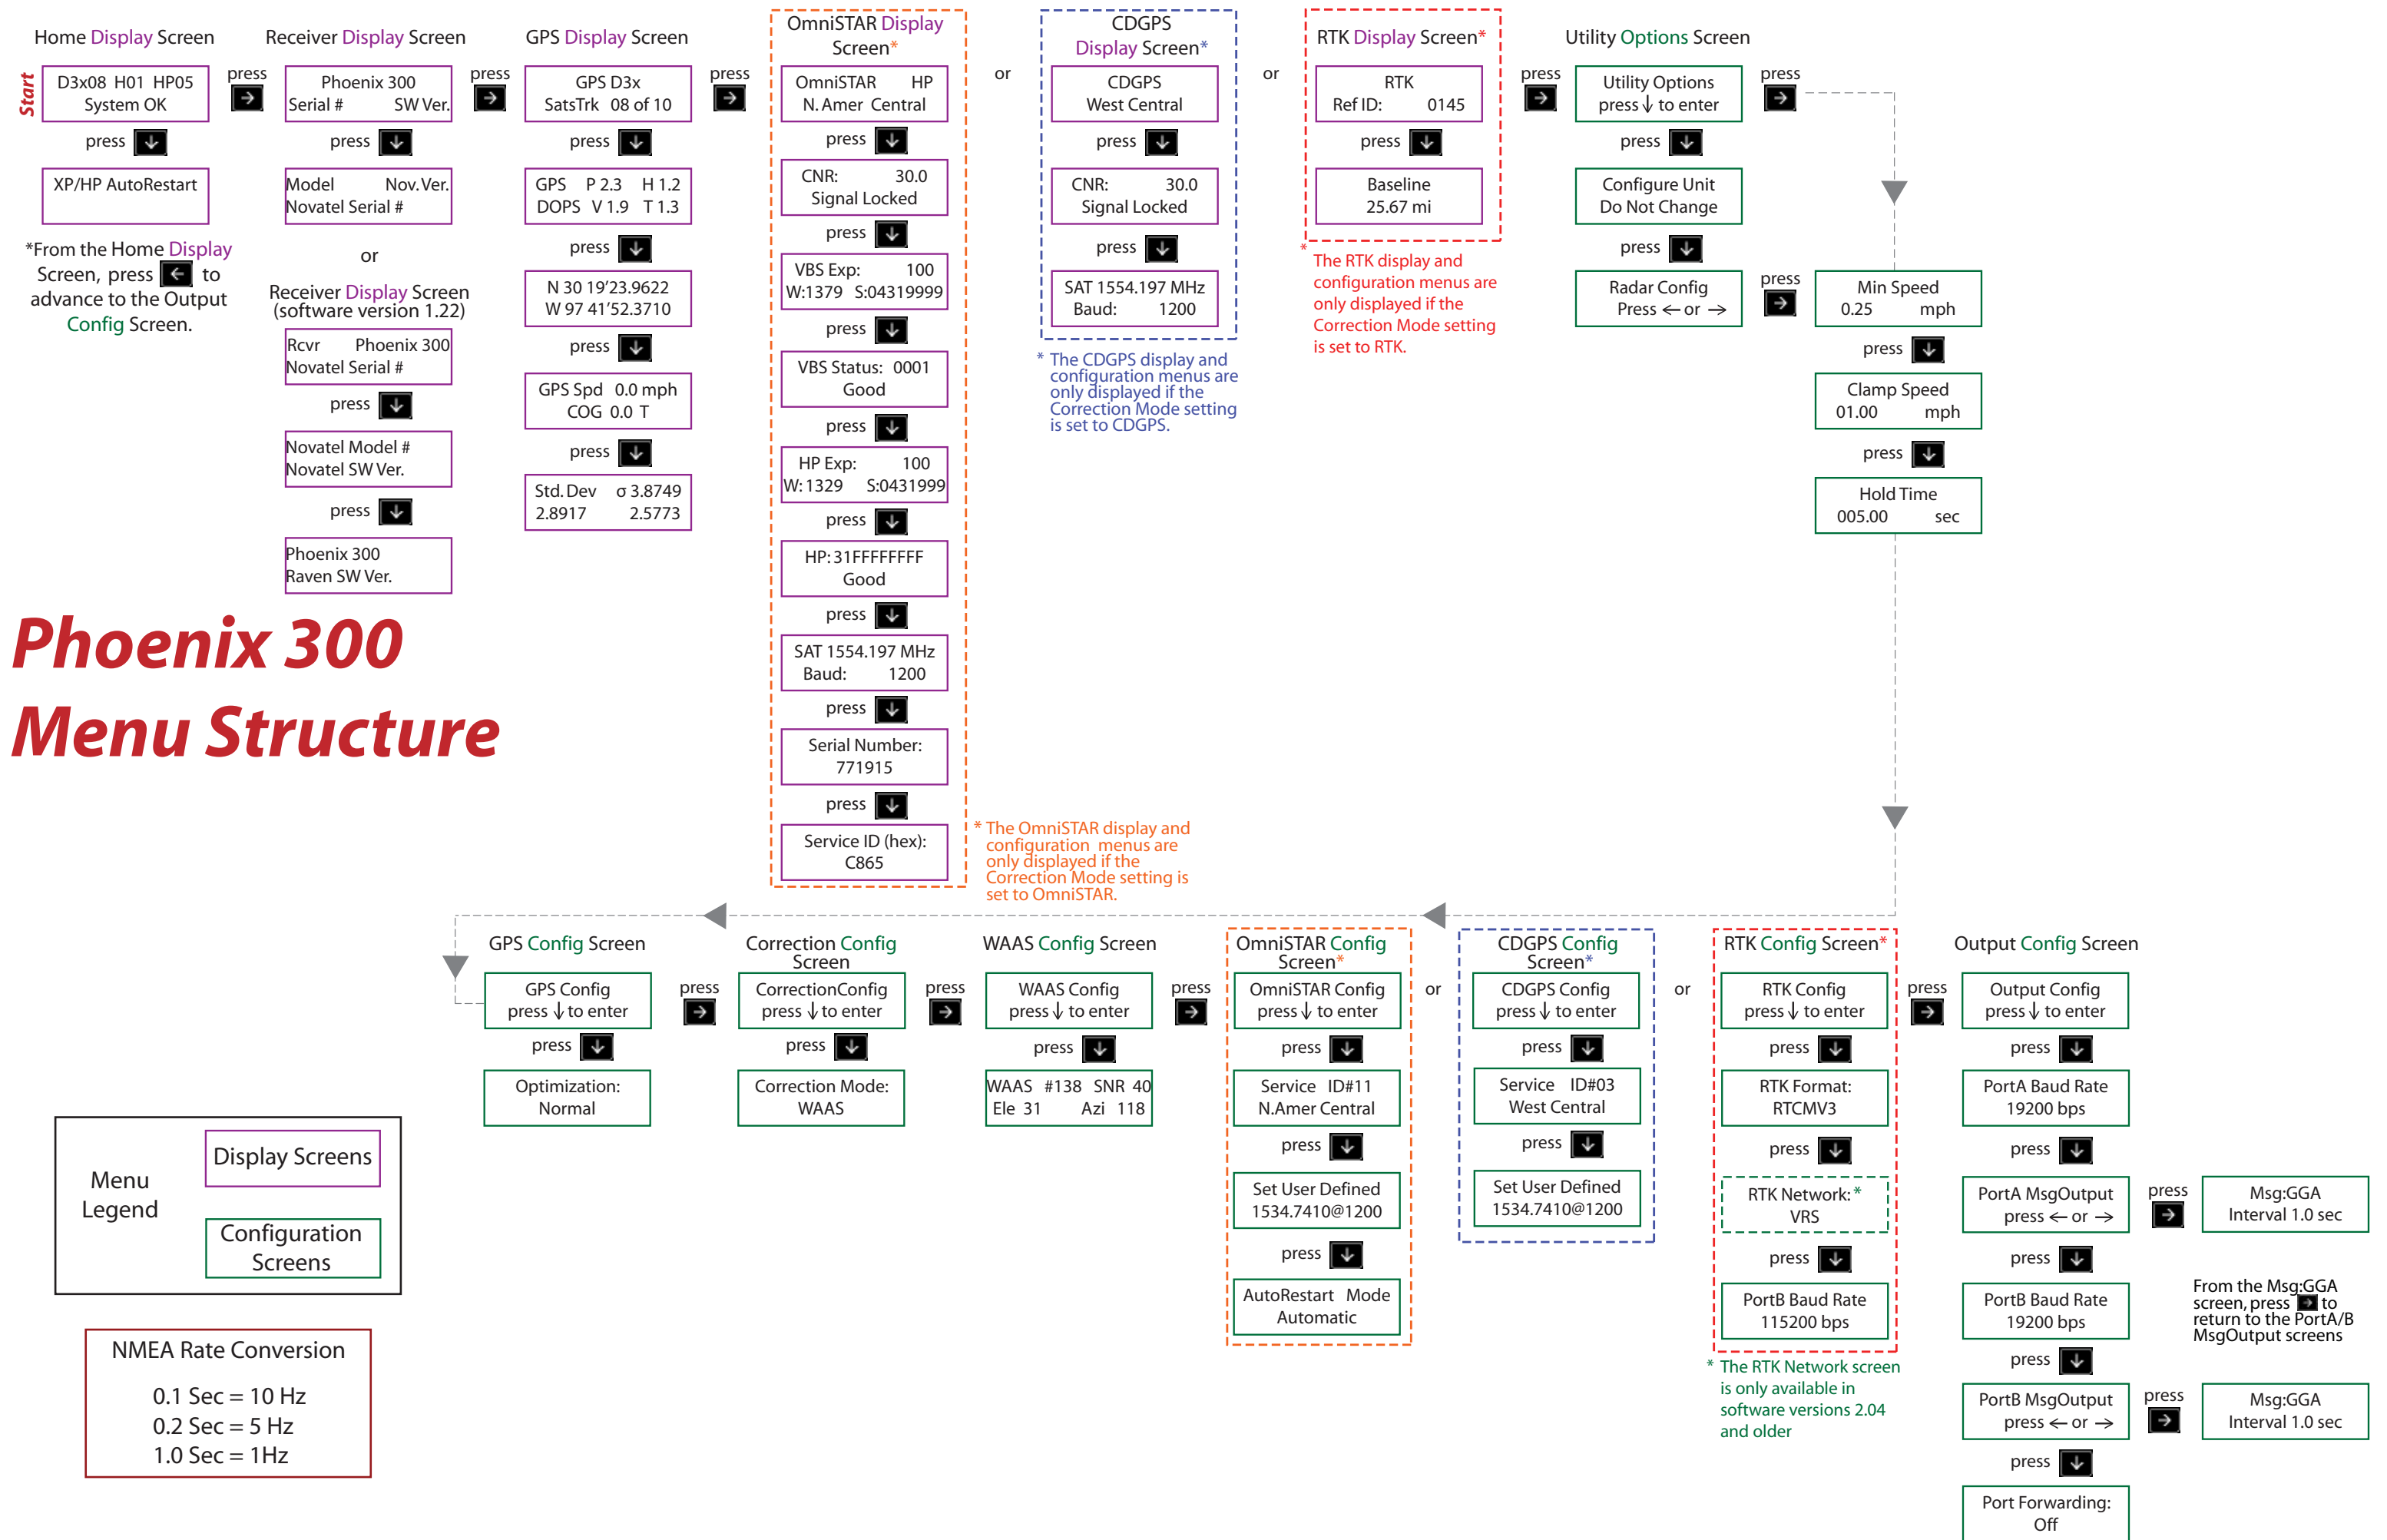 Home Display Screen
Start
D3x08 H01 HP05
System OK
press
XP/HP AutoRestart
*From the Home Display
Screen, press ← to
advance to the Output
Config Screen.
press
Receiver Display Screen
Phoenix 300
Serial # SW Ver.
press
Model Nov. Ver.
Novatel Serial #
or
Receiver Display Screen
(software version 1.22)
Rcvr Phoenix 300
Novatel Serial #
press
Novatel Model #
Novatel SW Ver.
press
Phoenix 300
Raven SW Ver.
press
GPS Display Screen
GPS D3x
SatsTrk 08 of 10
press
GPS P 2.3 H 1.2
DOPS V 1.9 T 1.3
press
N 30 19'23.9622
W 97 41'52.3710
press
GPS Spd 0.0 mph
COG 0.0 T
press
Std. Dev σ 3.8749
2.8917 2.5773
press
OmniSTAR Display
Screen*
OmniSTAR HP
N. Amer Central
press
CNR: 30.0
Signal Locked
press
VBS Exp: 100
W:1379 S:04319999
press
VBS Status: 0001
Good
press
HP Exp: 100
W: 1329 S:0431999
press
HP: 31FFFFFFFF
Good
press
SAT 1554.197 MHz
Baud: 1200
press
Serial Number:
771915
press
Service ID (hex):
C865
* The OmniSTAR display and
configuration menus are
only displayed if the
Correction Mode setting is
set to OmniSTAR.
or
CDGPS
Display Screen*
CDGPS
West Central
press
CNR: 30.0
Signal Locked
press
SAT 1554.197 MHz
Baud: 1200
* The CDGPS display and
configuration menus are
only displayed if the
Correction Mode setting
is set to CDGPS.
or
RTK Display Screen*
RTK
Ref ID: 0145
press
Baseline
25.67 mi
*
The RTK display and
configuration menus are
only displayed if the
Correction Mode setting
is set to RTK.
press
Utility Options Screen
Utility Options
press ↓ to enter
press
Configure Unit
Do Not Change
press
Radar Config
Press ← or →
press
press
Min Speed
0.25 mph
press
Clamp Speed
01.00 mph
press
Hold Time
005.00 sec
Phoenix 300
Menu Structure
GPS Config Screen
GPS Config
press ↓ to enter
press
Optimization:
Normal
press
Correction Config
Screen
CorrectionConfig
press ↓ to enter
press
Correction Mode:
WAAS
press
WAAS Config Screen
WAAS Config
press ↓ to enter
press
WAAS #138 SNR 40
Ele 31 Azi 118
press
OmniSTAR Config
Screen*
OmniSTAR Config
press ↓ to enter
press
Service ID#11
N.Amer Central
press
Set User Defined
1534.7410@1200
press
AutoRestart Mode
Automatic
or
CDGPS Config
Screen*
CDGPS Config
press ↓ to enter
press
Service ID#03
West Central
press
Set User Defined
1534.7410@1200
or
RTK Config Screen*
RTK Config
press ↓ to enter
press
RTK Format:
RTCMV3
press
RTK Network: *
VRS
press
PortB Baud Rate
115200 bps
* The RTK Network screen
is only available in
software versions 2.04
and older
press
Output Config Screen
Output Config
press ↓ to enter
press
PortA Baud Rate
19200 bps
press
PortA MsgOutput
press ← or →
press
Msg:GGA
Interval 1.0 sec
press
PortB Baud Rate
19200 bps
From the Msg:GGA
screen, press → to
return to the PortA/B
MsgOutput screens
press
PortB MsgOutput
press ← or →
press
Msg:GGA
Interval 1.0 sec
press
Port Forwarding:
Off
Menu
Legend
Display Screens
Configuration
Screens
NMEA Rate Conversion
0.1 Sec = 10 Hz
0.2 Sec = 5 Hz
1.0 Sec = 1Hz